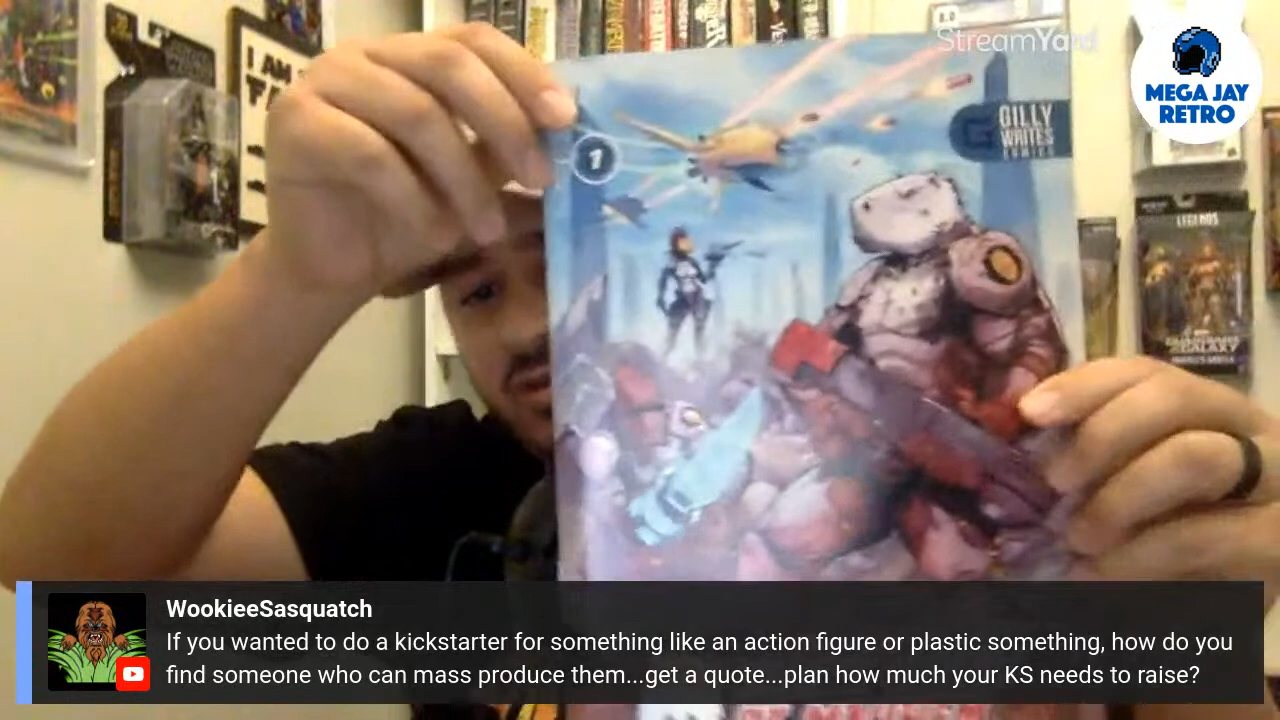 StreamYard
MEGA JAY
RETRO
I AM
GILLY
WRITES
COMICS
1
LEGENDS
GUARDIANS
GALAXY
WookieeSasquatch
If you wanted to do a kickstarter for something like an action figure or plastic something, how do you
find someone who can mass produce them...get a quote...plan how much your KS needs to raise?